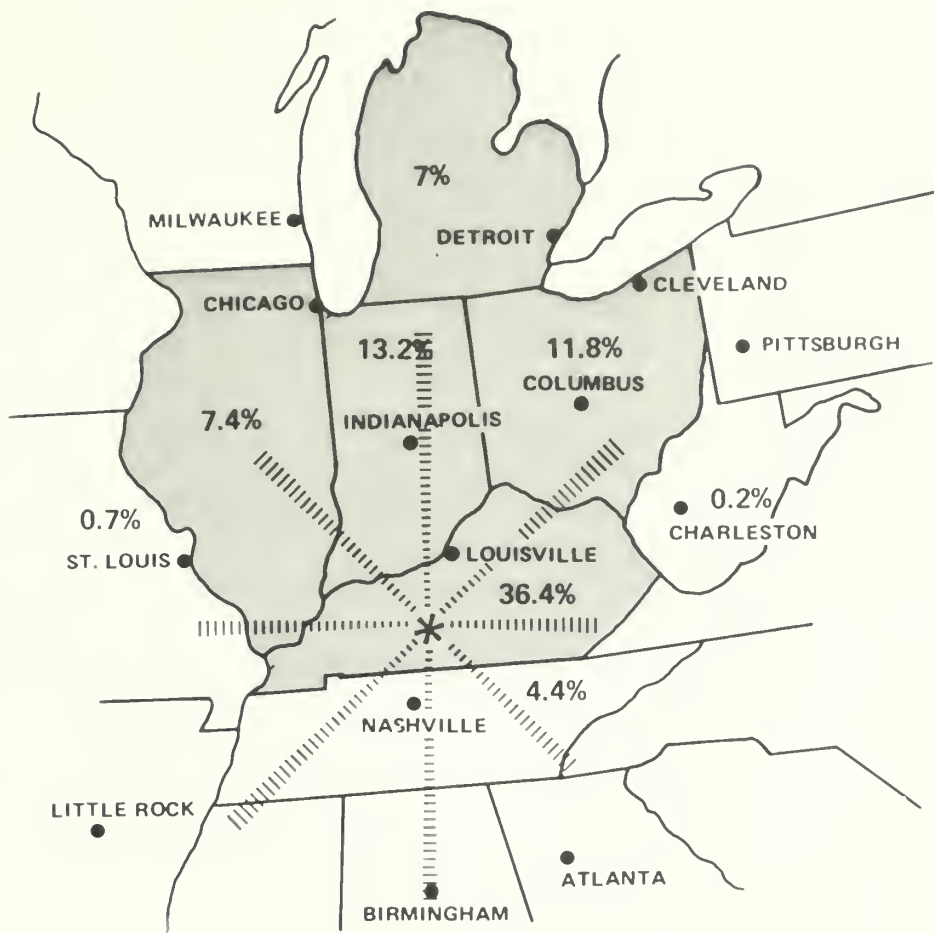 7%
MILWAUKEE
DETROIT
CLEVELAND
CHICAGO
13.2%
11.8%
PITTSBURGH
COLUMBUS
7.4%
INDIANAPOLIS
0.2%
0.7%
CHARLESTON
LOUISVILLE
ST. LOUIS
36.4%
4.4%
NASHVILLE
LITTLE ROCK
ATLANTA
BIRMINGHAM